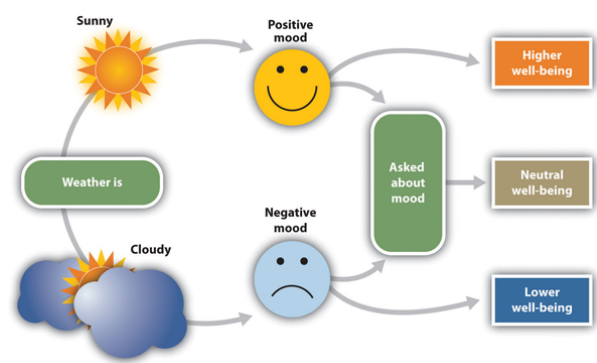 Sunny
Positive
mood
Higher
well-being
Weather is
Asked
about
mood
Neutral
well-being
Cloudy
Negative
mood
Lower
well-being